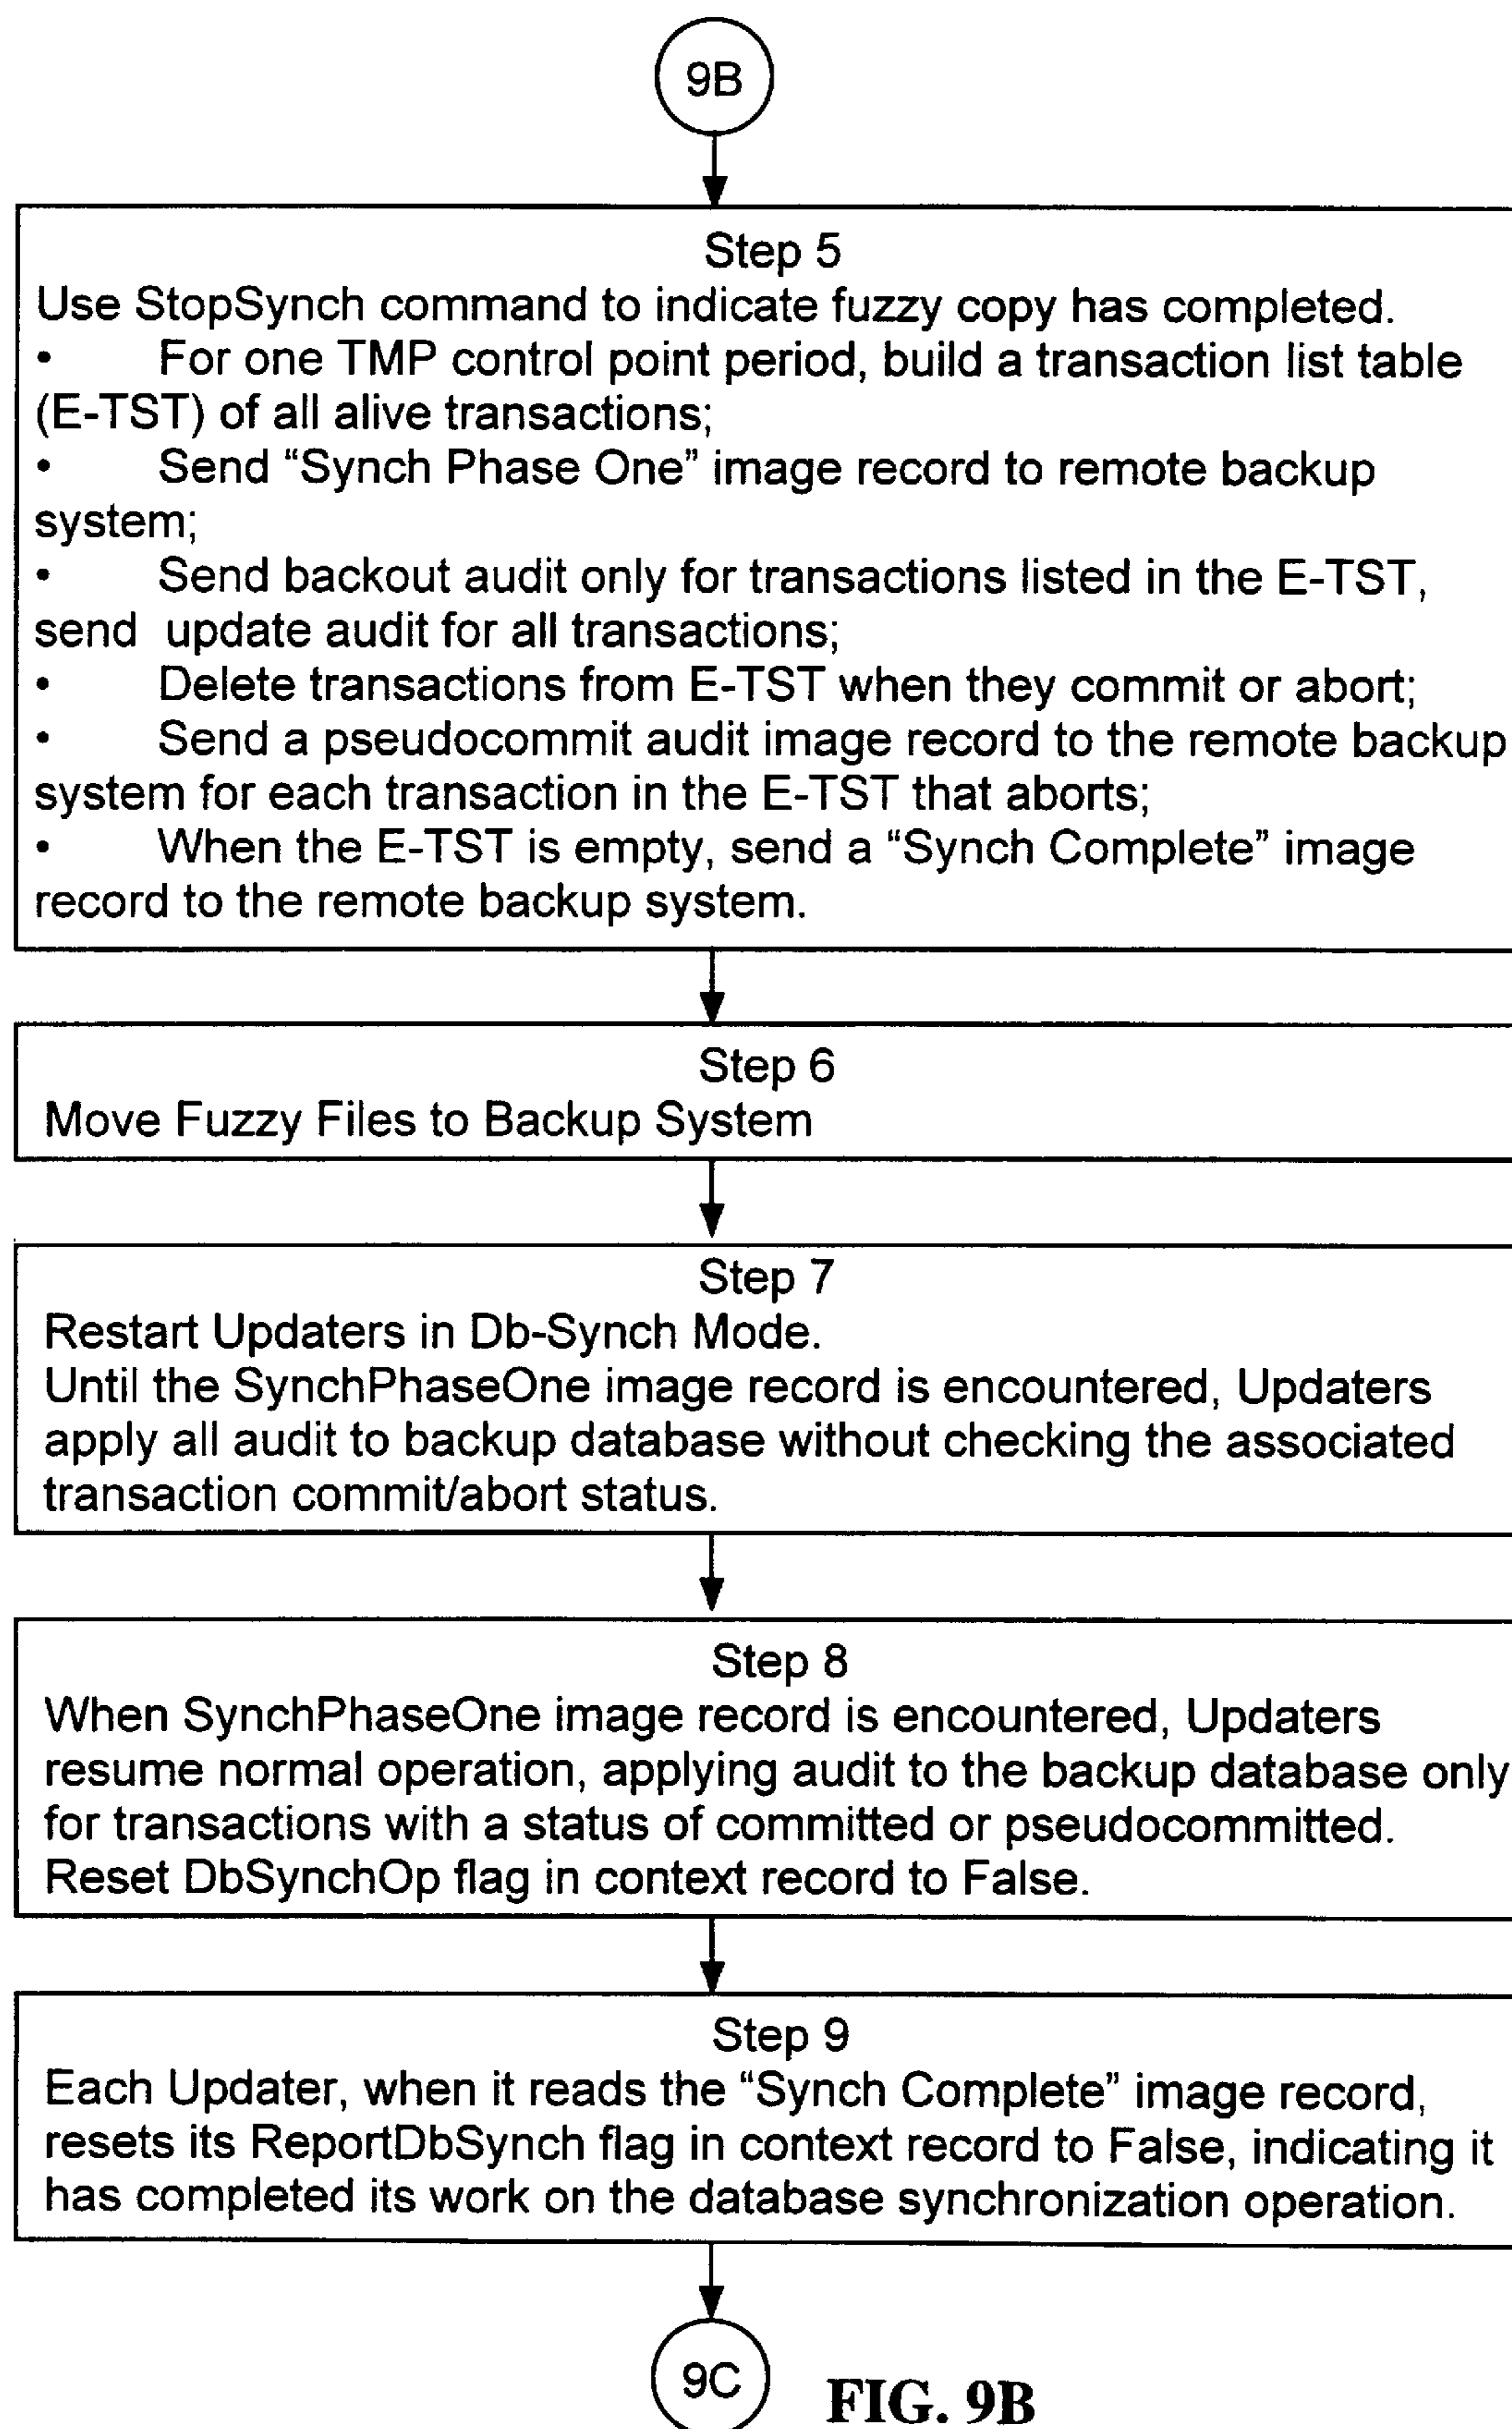 9B
Step 5
Use StopSynch command to indicate fuzzy copy has completed.
• For one TMP control point period, build a transaction list table
(E-TST) of all alive transactions;
• Send “Synch Phase One” image record to remote backup
system;
• Send backout audit only for transactions listed in the E-TST,
send update audit for all transactions;
• Delete transactions from E-TST when they commit or abort;
• Send a pseudocommit audit image record to the remote backup
system for each transaction in the E-TST that aborts;
• When the E-TST is empty, send a “Synch Complete” image
record to the remote backup system.
Step 6
Move Fuzzy Files to Backup System
Step 7
Restart Updaters in Db-Synch Mode.
Until the SynchPhaseOne image record is encountered, Updaters
apply all audit to backup database without checking the associated
transaction commit/abort status.
Step 8
When SynchPhaseOne image record is encountered, Updaters
resume normal operation, applying audit to the backup database only
for transactions with a status of committed or pseudocommitted.
Reset DbSynchOp flag in context record to False.
Step 9
Each Updater, when it reads the “Synch Complete” image record,
resets its ReportDbSynch flag in context record to False, indicating it
has completed its work on the database synchronization operation.
9C
FIG. 9B